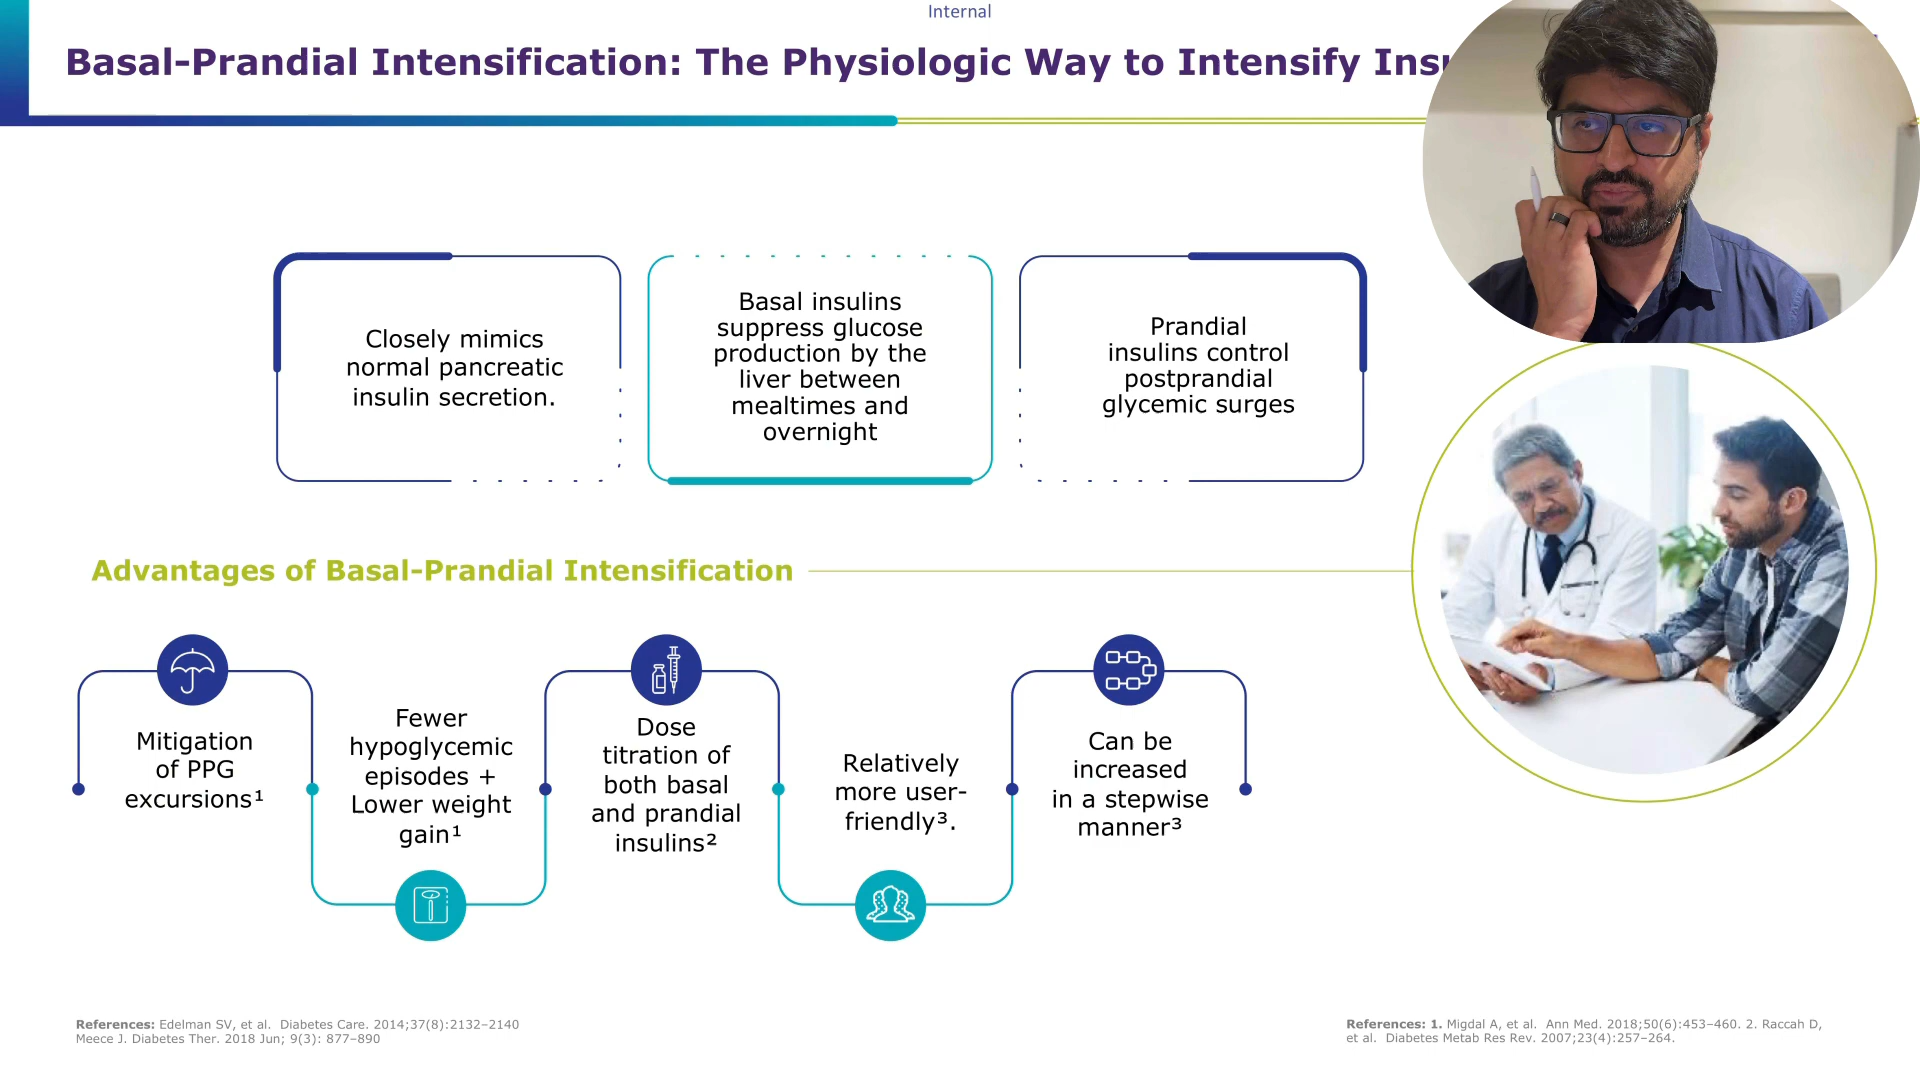 Internal
Basal-Prandial Intensification: The Physiologic Way to Intensify
Closely mimics
normal pancreatic
insulin secretion.
Basal insulins
suppress glucose
production by the
liver between
mealtimes and
overnight
Prandial
insulins control
postprandial
glycemic surges
Advantages of Basal-Prandial Intensification
Mitigation
of PPG
excursions¹
Fewer
hypoglycemic
episodes +
Lower weight
gain¹
Dose
titration of
both basal
and prandial
insulins²
Relatively
more user-
friendly³.
Can be
increased
in a stepwise
manner³
References: Edelman SV, et al.  Diabetes Care. 2014;37(8):2132–2140
Meece J. Diabetes Ther. 2018 Jun; 9(3): 877–890
References: 1. Migdal A, et al.  Ann Med. 2018;50(6):453–460. 2. Raccah D,
et al.  Diabetes Metab Res Rev. 2007;23(4):257–264.